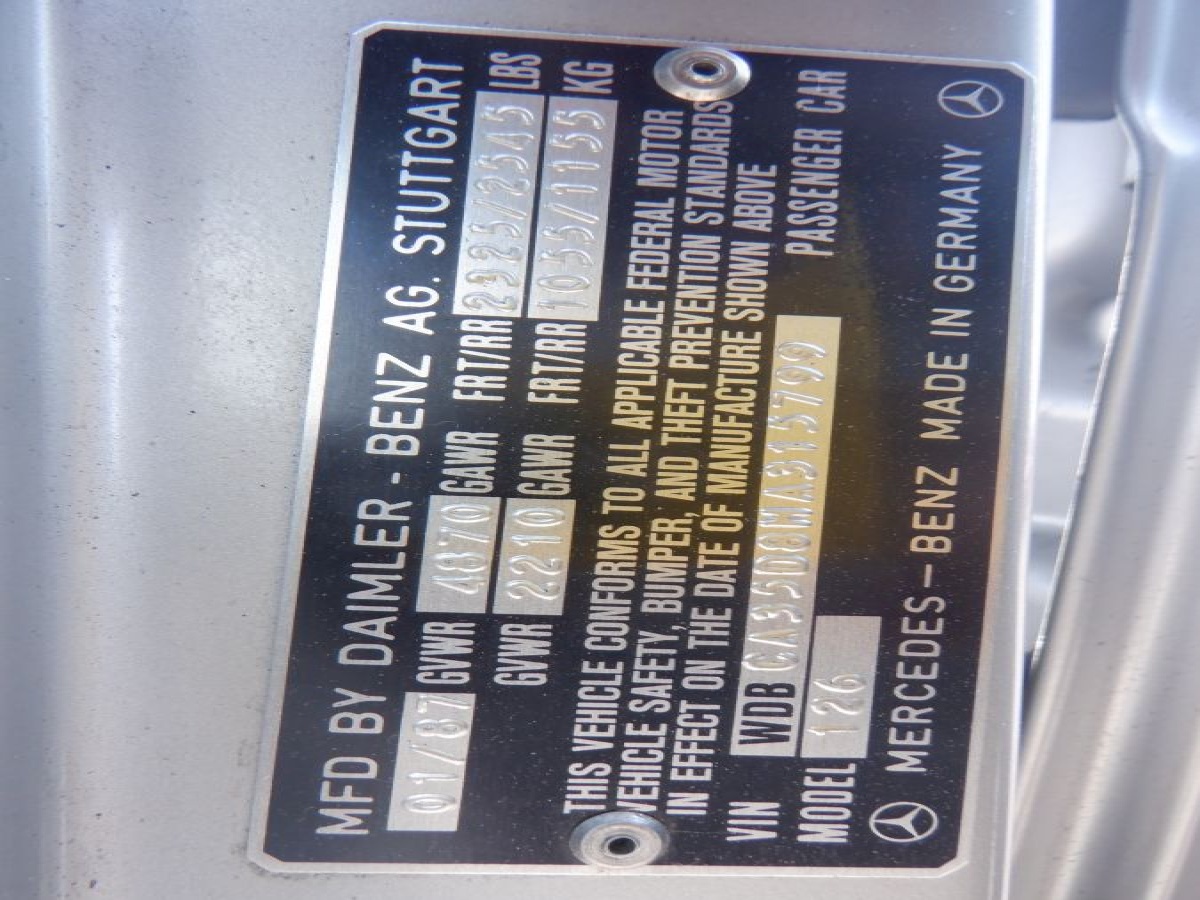 MFD BY DAIMLER - BENZ AG. STUTTGART
01/87 GVWR 4870 GAWR FRT/RR 2325/2545 LBS
GVWR 2210 GAWR FRT/RR 1055/1155 KG
THIS VEHICLE CONFORMS TO ALL APPLICABLE FEDERAL MOTOR
VEHICLE SAFETY, BUMPER, AND THEFT PREVENTION STANDARDS
IN EFFECT ON THE DATE OF MANUFACTURE SHOWN ABOVE
VIN WDB CA35D8HA315799
MODEL 126 PASSENGER CAR
MERCEDES – BENZ MADE IN GERMANY